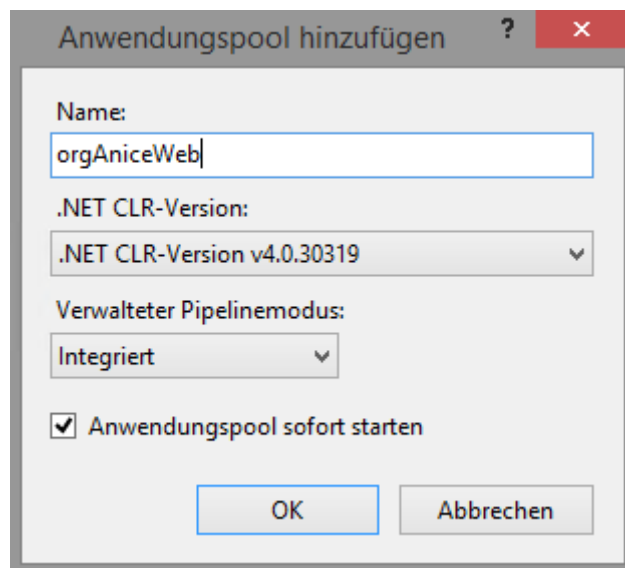 Anwendungspool hinzufügen ? ×
Name:
orgAniceWeb
.NET CLR-Version:
.NET CLR-Version v4.0.30319
Verwalteter Pipelinemodus:
Integriert
Anwendungspool sofort starten
OK Abbrechen